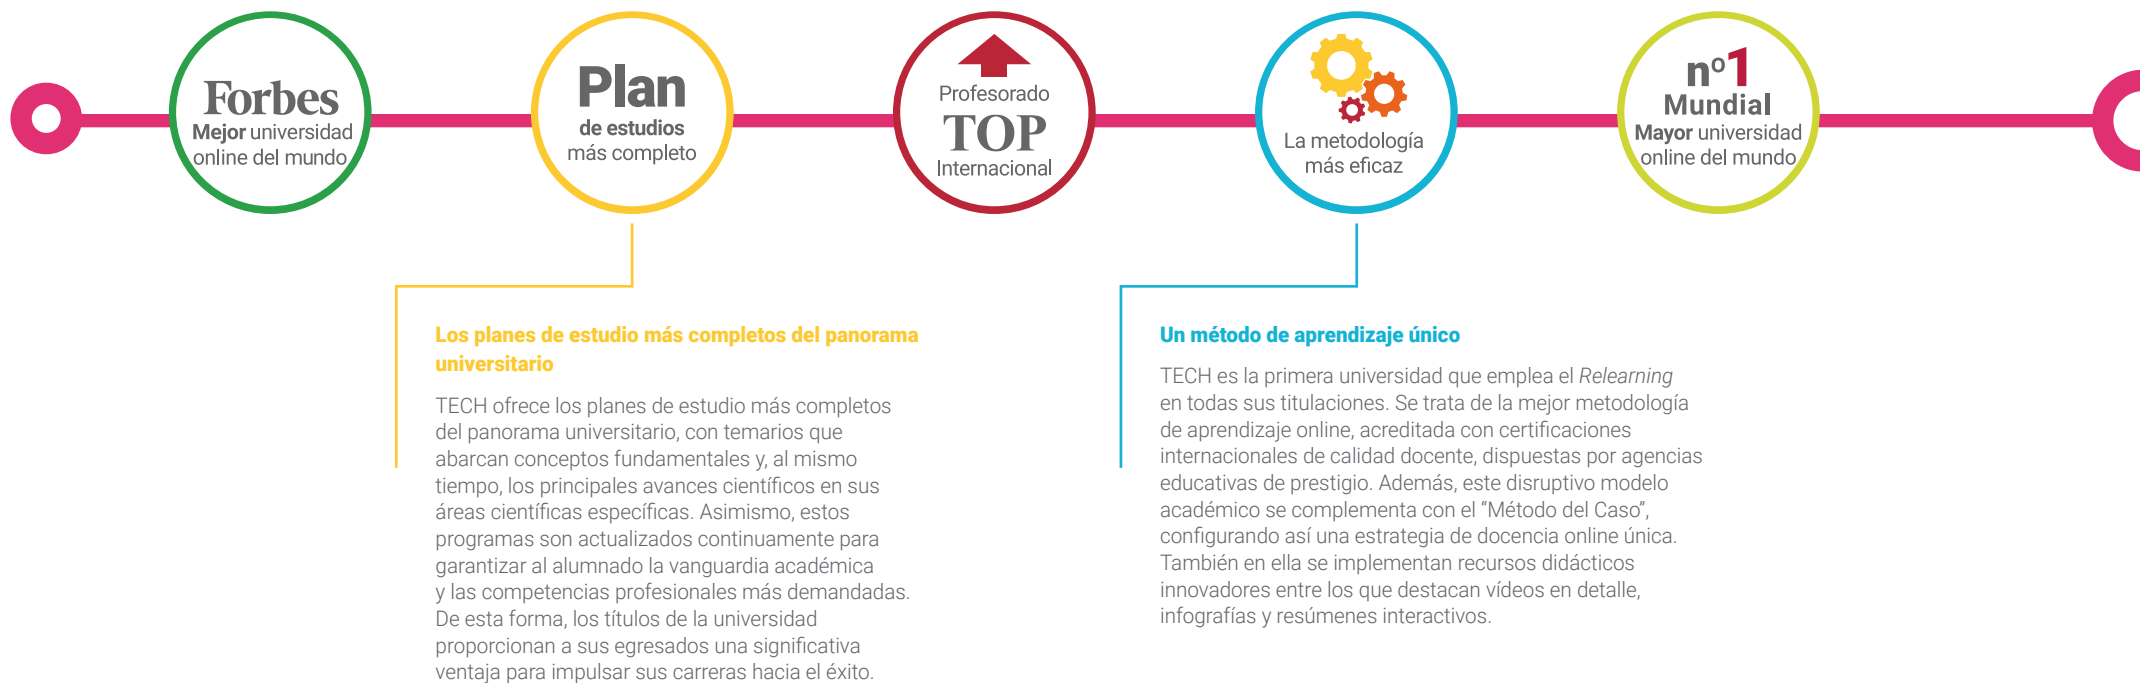 Forbes
Mejor universidad
online del mundo
Plan
de estudios
más completo
Profesorado
TOP
Internacional
La metodología
más eficaz
nº1
Mundial
Mayor universidad
online del mundo
Los planes de estudio más completos del panorama
universitario
TECH ofrece los planes de estudio más completos
del panorama universitario, con temarios que
abarcan conceptos fundamentales y, al mismo
tiempo, los principales avances científicos en sus
áreas científicas específicas. Asimismo, estos
programas son actualizados continuamente para
garantizar al alumnado la vanguardia académica
y las competencias profesionales más demandadas.
De esta forma, los títulos de la universidad
proporcionan a sus egresados una significativa
ventaja para impulsar sus carreras hacia el éxito.
Un método de aprendizaje único
TECH es la primera universidad que emplea el Relearning
en todas sus titulaciones. Se trata de la mejor metodología
de aprendizaje online, acreditada con certificaciones
internacionales de calidad docente, dispuestas por agencias
educativas de prestigio. Además, este disruptivo modelo
académico se complementa con el “Método del Caso”,
configurando así una estrategia de docencia online única.
También en ella se implementan recursos didácticos
innovadores entre los que destacan vídeos en detalle,
infografías y resúmenes interactivos.